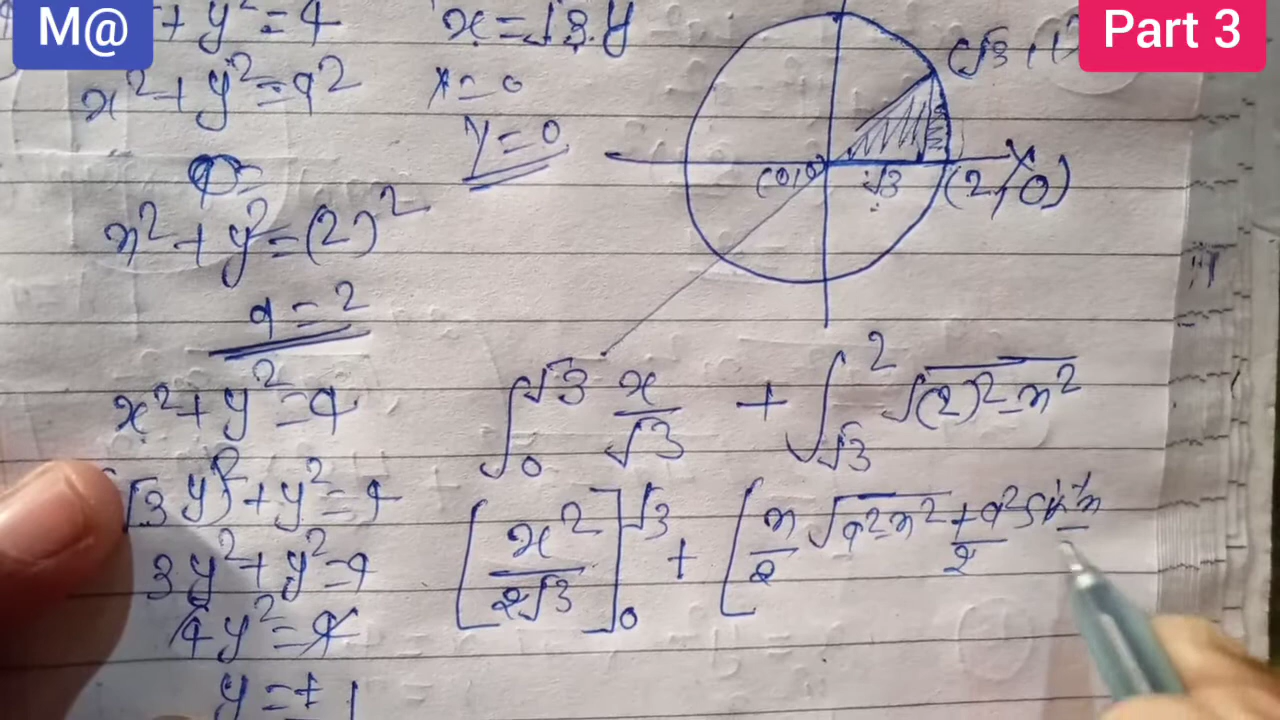 M@
Part 3
+ y² = 4
x = √3 y
x² + y² = a²
x = 0
y = 0
x² + y² = (2)²
a = 2
(√3, 1)
(0,0)
√3
(2, 0)
x² + y² = 4
√3 y)² + y² = 4
3y² + y² = 4
4y² = 4
y = ± 1
∫₀^√3 x/√3 + ∫_√3^2 √(2)² - x²
[x²/2√3]₀^√3 + [x/2 √a² - x² + a²/2 sin⁻¹ x